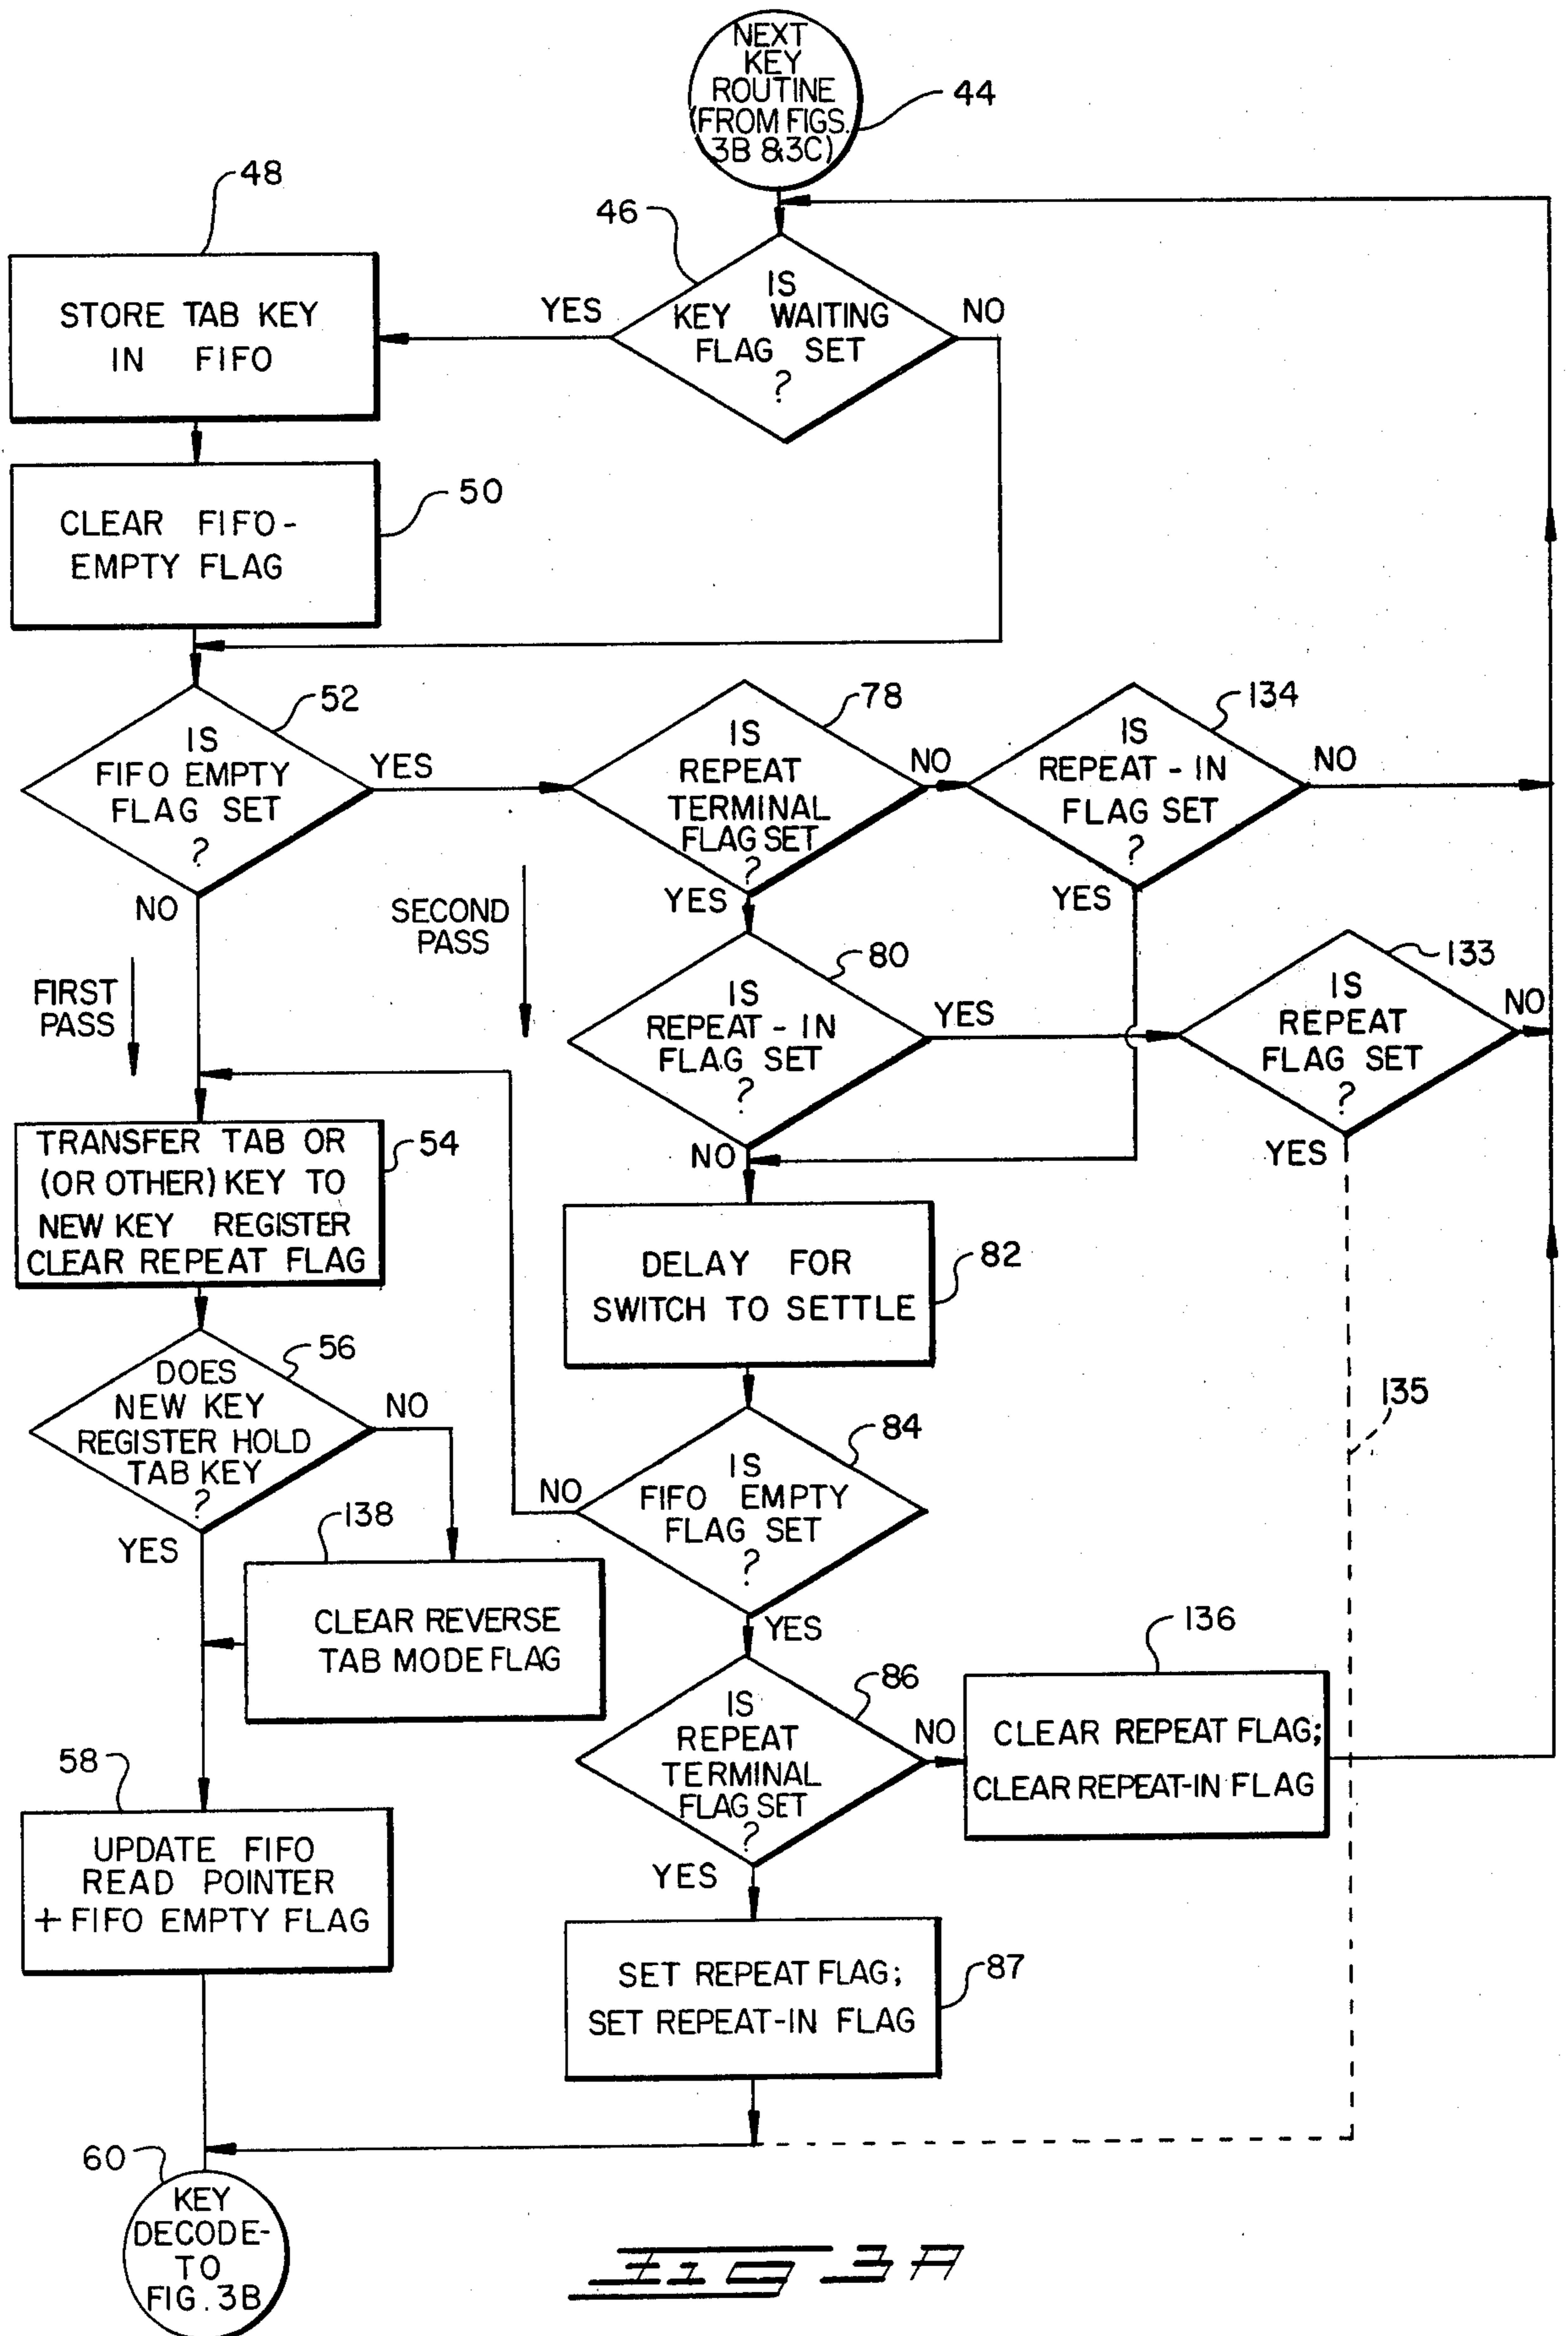 NEXT
KEY
ROUTINE
(FROM FIGS.
3B &3C)
44
48
46
STORE TAB KEY
IN FIFO
YES
IS
KEY WAITING
FLAG SET
?
NO
50
CLEAR FIFO-
EMPTY FLAG
52
IS
FIFO EMPTY
FLAG SET
?
YES
NO
78
IS
REPEAT
TERMINAL
FLAG SET
?
NO
YES
134
IS
REPEAT - IN
FLAG SET
?
NO
YES
FIRST
PASS
SECOND
PASS
80
IS
REPEAT - IN
FLAG SET
?
YES
NO
133
IS
REPEAT
FLAG SET
?
NO
YES
TRANSFER TAB OR
(OR OTHER) KEY TO
NEW KEY REGISTER
CLEAR REPEAT FLAG
54
DELAY FOR
SWITCH TO SETTLE
82
56
DOES
NEW KEY
REGISTER HOLD
TAB KEY
?
NO
YES
135
84
IS
FIFO EMPTY
FLAG SET
?
NO
YES
138
CLEAR REVERSE
TAB MODE FLAG
86
IS
REPEAT
TERMINAL
FLAG SET
?
NO
YES
136
CLEAR REPEAT FLAG;
CLEAR REPEAT-IN FLAG
58
UPDATE FIFO
READ POINTER
+ FIFO EMPTY FLAG
SET REPEAT FLAG;
SET REPEAT-IN FLAG
87
60
KEY
DECODE-
TO
FIG. 3B
FIG 3A